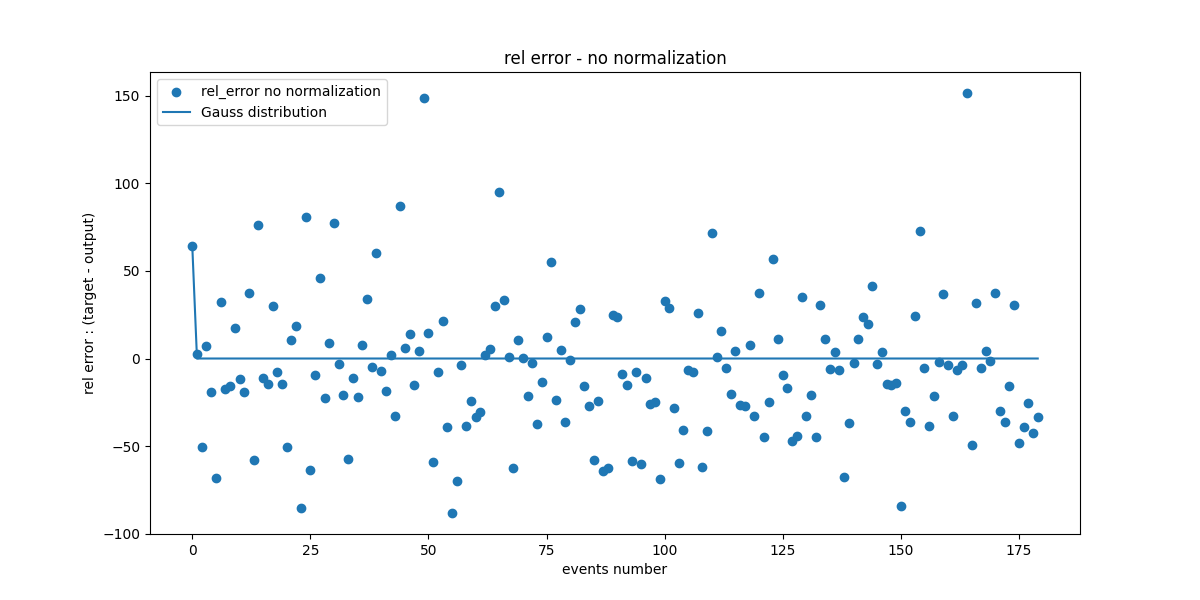 rel error - no normalization
rel_error no normalization
Gauss distribution
150
100
50
0
−50
−100
rel error : (target - output)
0
25
50
75
100
125
150
175
events number